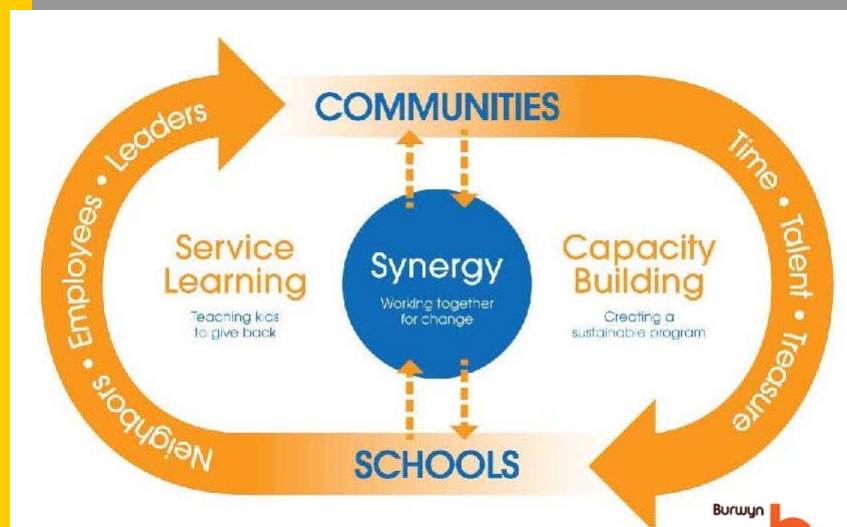 COMMUNITIES
Neighbors • Employees • Leaders
Time • Talent • Treasure
Service
Learning
Teaching kids
to give back
Synergy
Working together
for change
Capacity
Building
Creating a
sustainable program
SCHOOLS
Burwyn
b